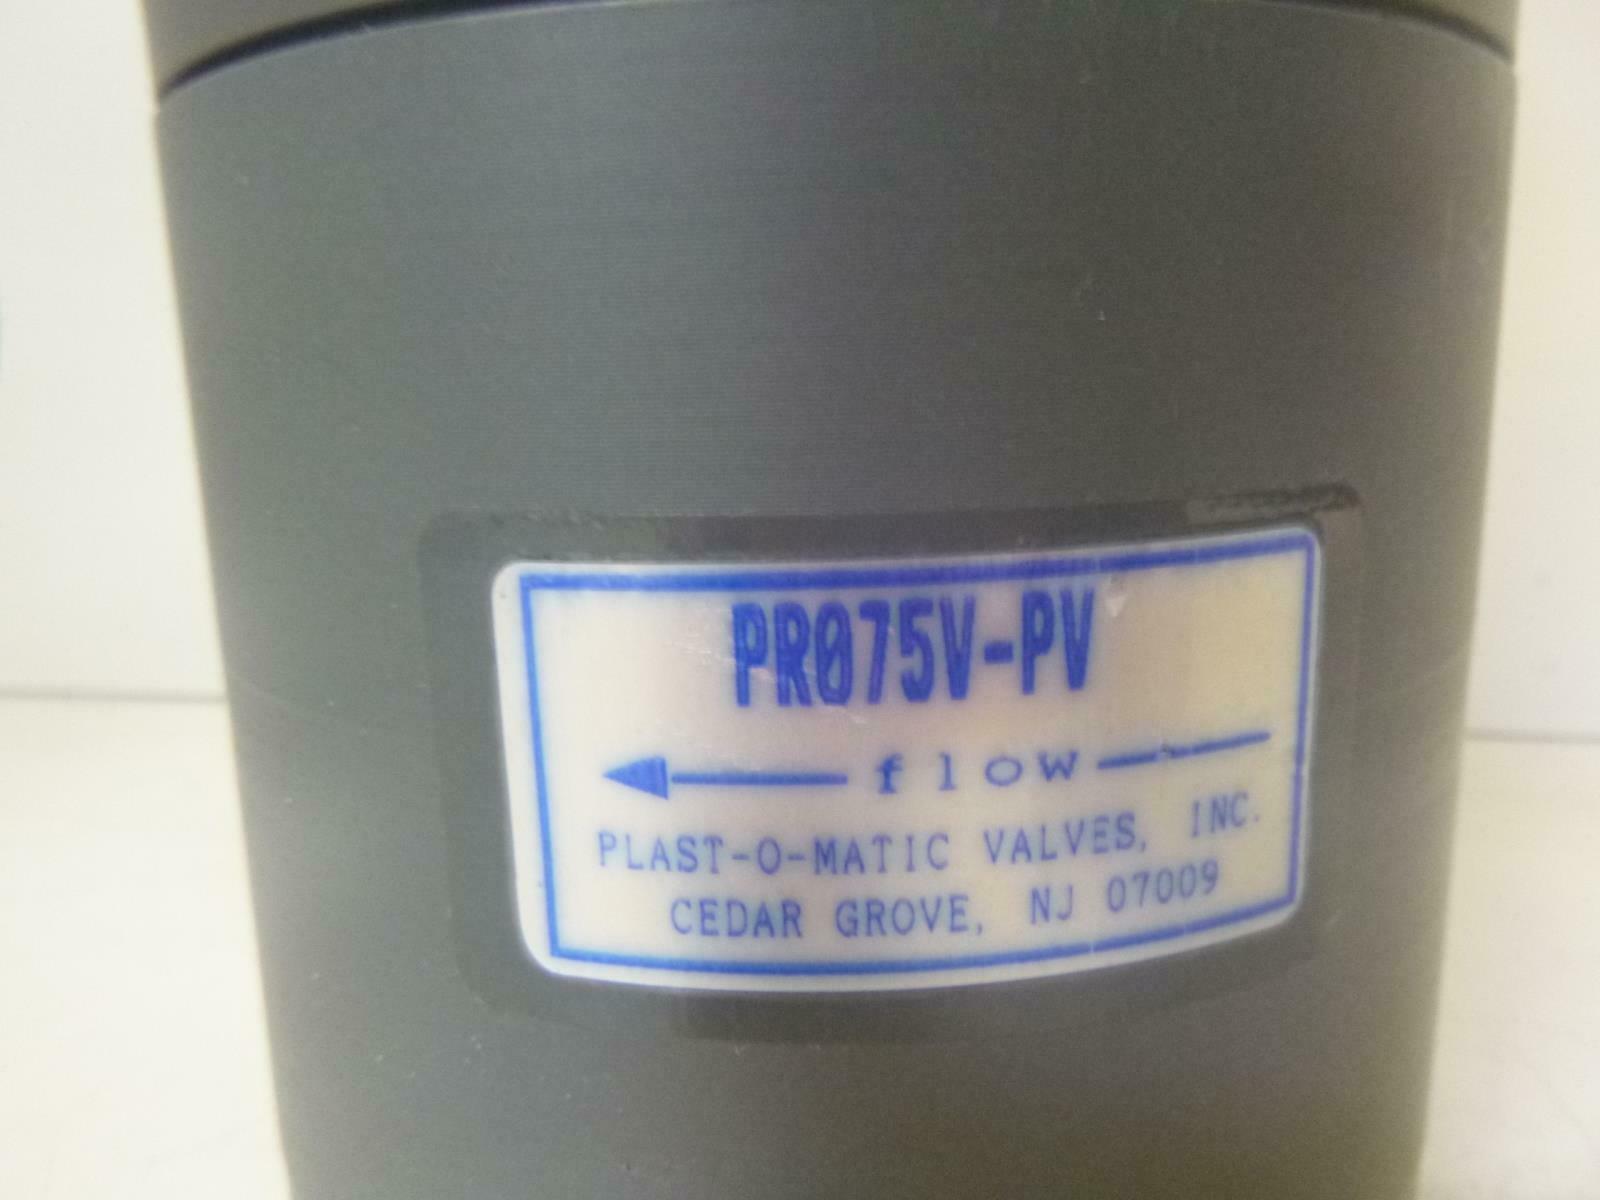 PR075V-PV
flow
PLAST-O-MATIC VALVES, INC.
CEDAR GROVE, NJ 07009